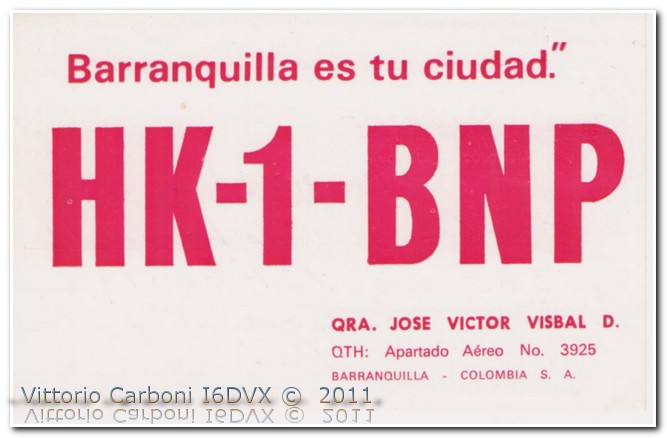 Barranquilla es tu ciudad."
HK-1-BNP
QRA. JOSE VICTOR VISBAL D.
QTH: Apartado Aéreo No. 3925
BARRANQUILLA - COLOMBIA S. A.
Vittorio Carboni I6DVX © 2011